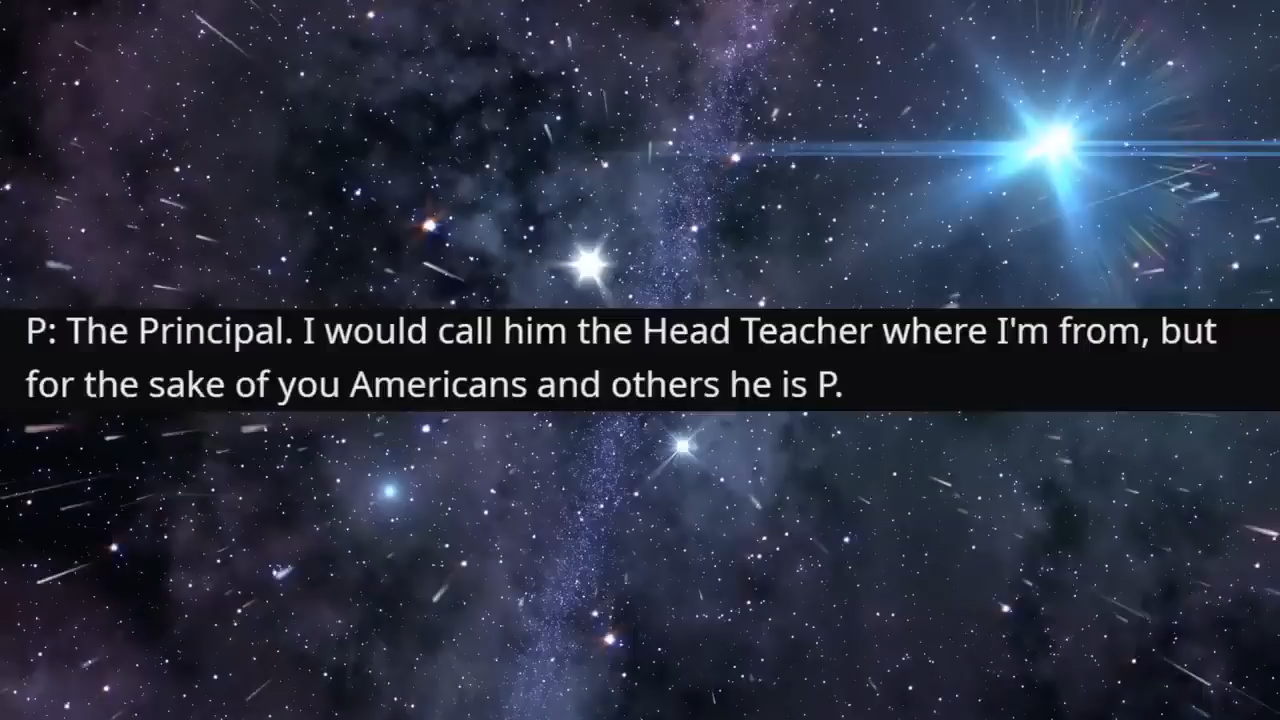 P: The Principal. I would call him the Head Teacher where I'm from, but
for the sake of you Americans and others he is P.